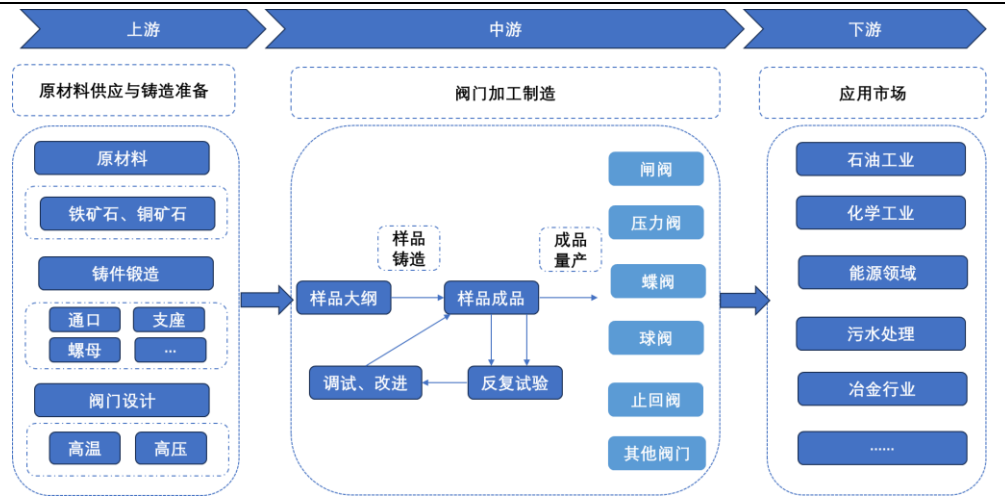 上游
中游
下游
原材料供应与铸造准备
阀门加工制造
应用市场
原材料
铁矿石、铜矿石
铸件锻造
通口
支座
螺母
...
阀门设计
高温
高压
样品
铸造
成品
量产
样品大纲
样品成品
调试、改进
反复试验
闸阀
压力阀
蝶阀
球阀
止回阀
其他阀门
石油工业
化学工业
能源领域
污水处理
冶金行业
......